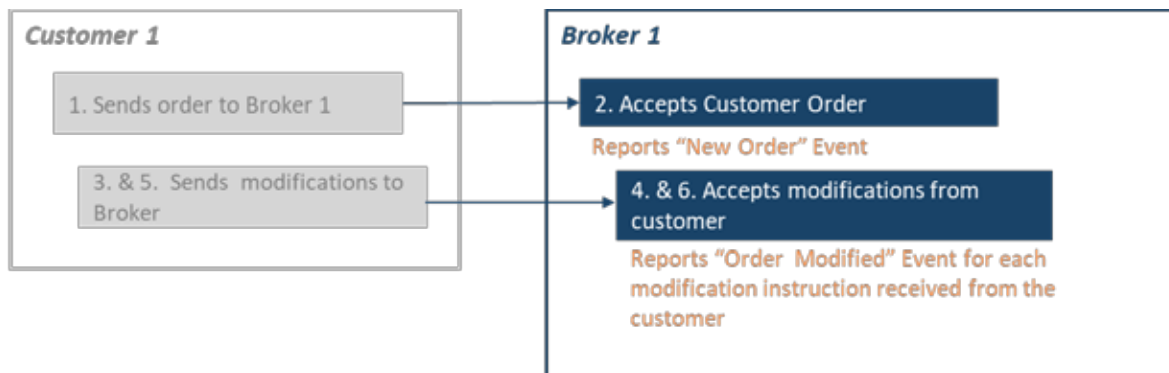 Customer 1
1. Sends order to Broker 1
3. & 5. Sends modifications to
Broker
Broker 1
2. Accepts Customer Order
Reports “New Order” Event
4. & 6. Accepts modifications from
customer
Reports “Order Modified” Event for each
modification instruction received from the
customer